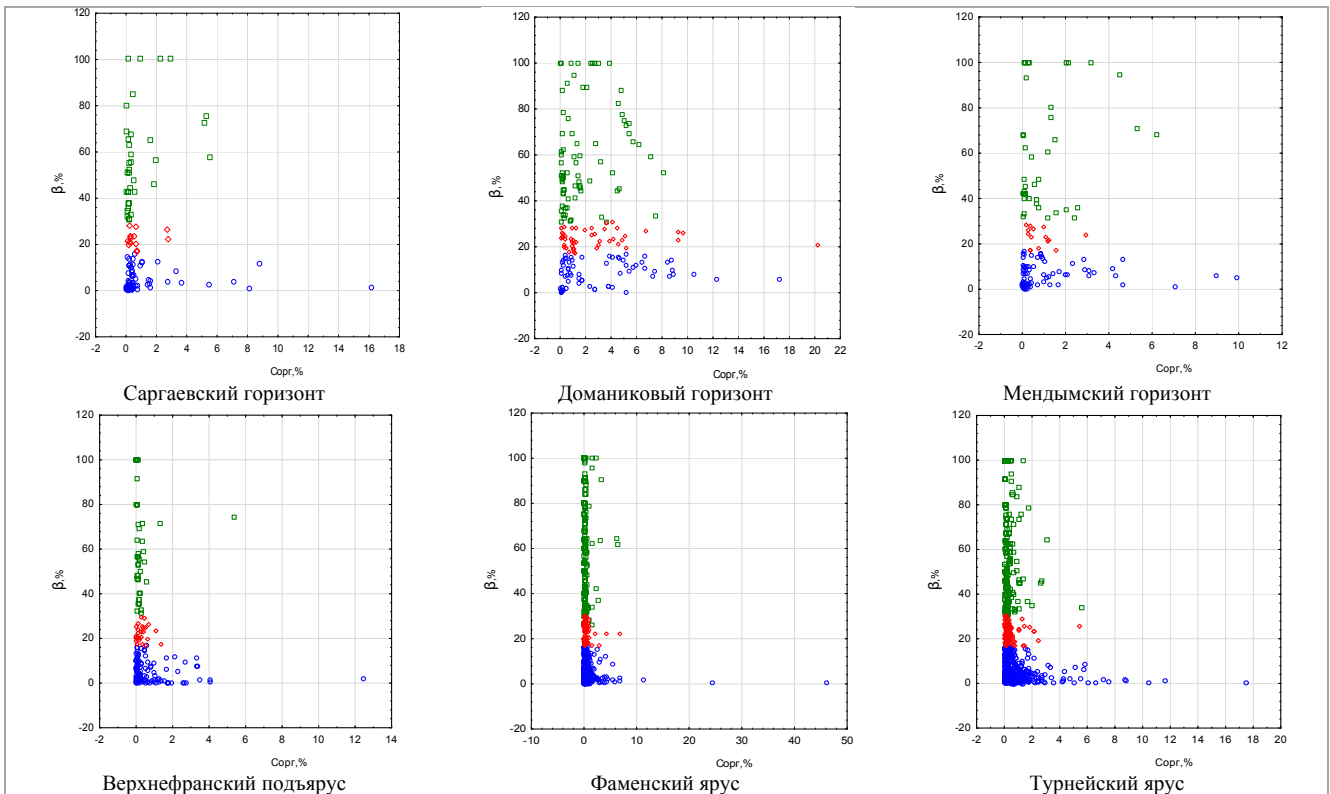 120
100
80
60
40
20
0
-20
β,%
-2 0 2 4 6 8 10 12 14 16 18
Сорг,%
Саргаевский горизонт
120
100
80
60
40
20
0
-20
β,%
-2 0 2 4 6 8 10 12 14 16 18 20 22
Сорг,%
Доманиковый горизонт
120
100
80
60
40
20
0
-20
β,%
-2 0 2 4 6 8 10 12
Сорг,%
Мендымский горизонт
120
100
80
60
40
20
0
-20
β,%
-2 0 2 4 6 8 10 12 14
Сорг,%
Верхнефранский подъярус
120
100
80
60
40
20
0
-20
β,%
-10 0 10 20 30 40 50
Сорг,%
Фаменский ярус
120
100
80
60
40
20
0
-20
β,%
-2 0 2 4 6 8 10 12 14 16 18 20
Сорг,%
Турнейский ярус